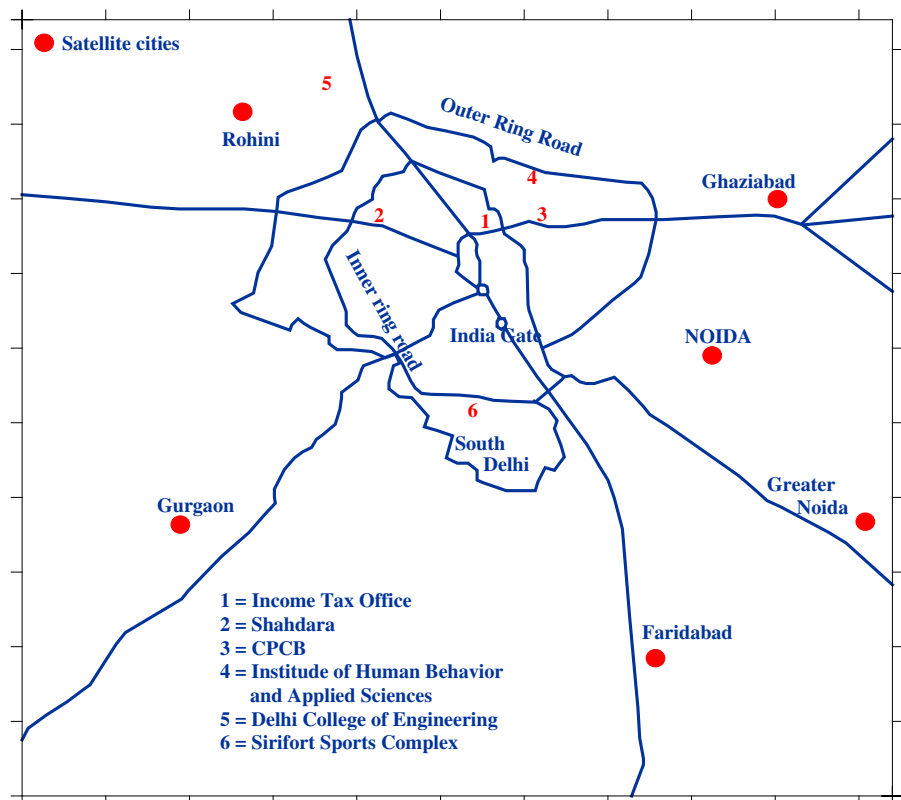 Satellite cities
5
Outer Ring Road
Rohini
4
Ghaziabad
2
1
3
Inner ring road
India Gate
NOIDA
6
South
Delhi
Greater
Noida
Gurgaon
1 = Income Tax Office
2 = Shahdara
3 = CPCB
4 = Institude of Human Behavior
and Applied Sciences
5 = Delhi College of Engineering
6 = Sirifort Sports Complex
Faridabad